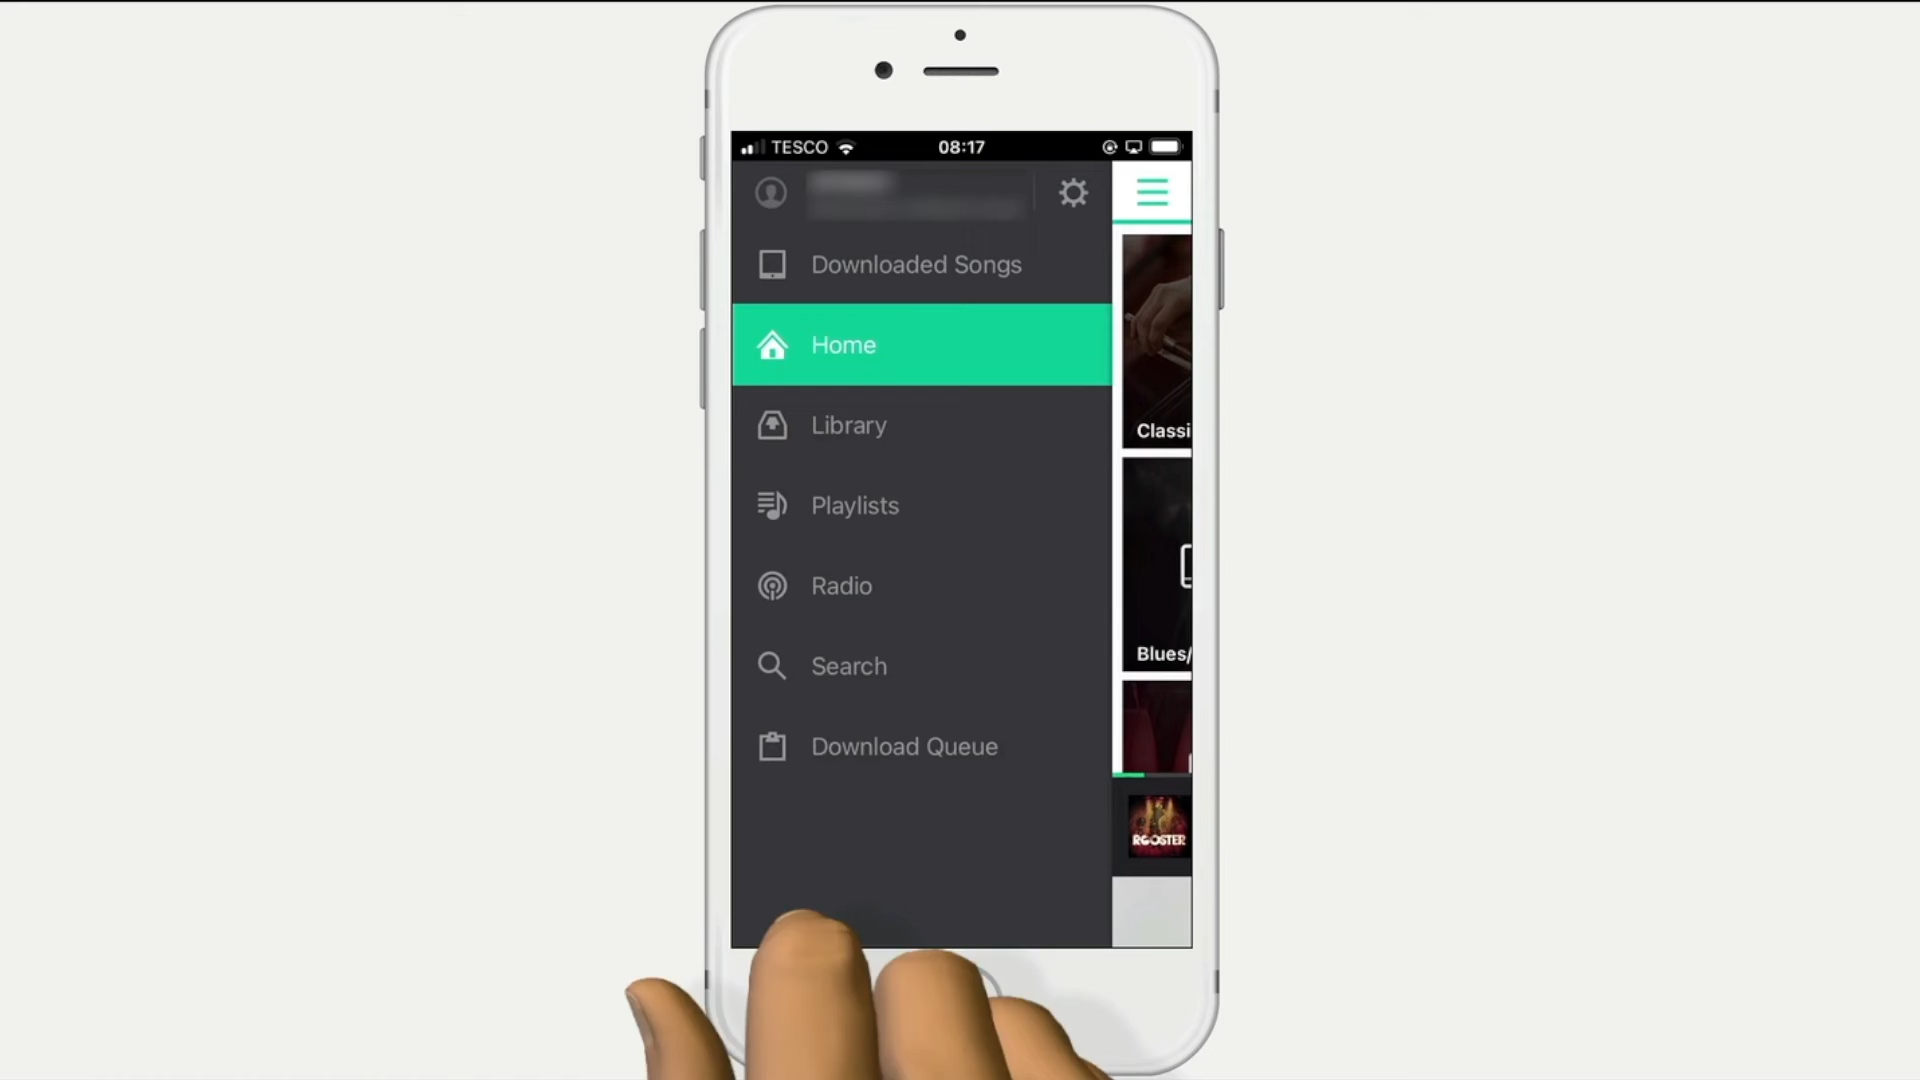 TESCO
08:17
Downloaded Songs
Home
Library
Playlists
Radio
Search
Download Queue
Classi
Blues/
ROOSTER